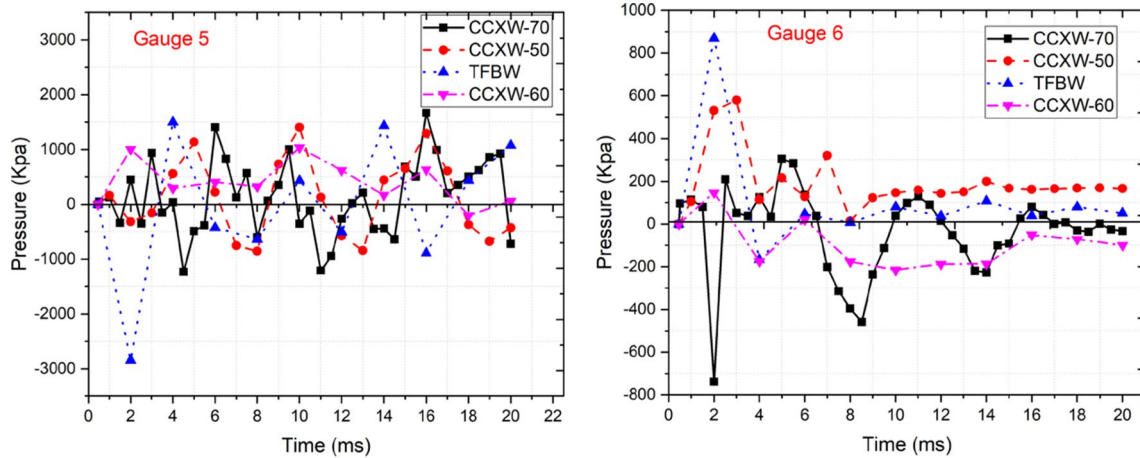 Gauge 5
CCXW-70
CCXW-50
TFBW
CCXW-60
3000
2000
1000
0
-1000
-2000
-3000
Pressure (Kpa)
0 2 4 6 8 10 12 14 16 18 20
Time (ms)
Gauge 6
CCXW-70
CCXW-50
TFBW
CCXW-60
1000
800
600
400
200
0
-200
-400
-600
-800
Pressure (Kpa)
0 2 4 6 8 10 12 14 16 18 20
Time (ms)